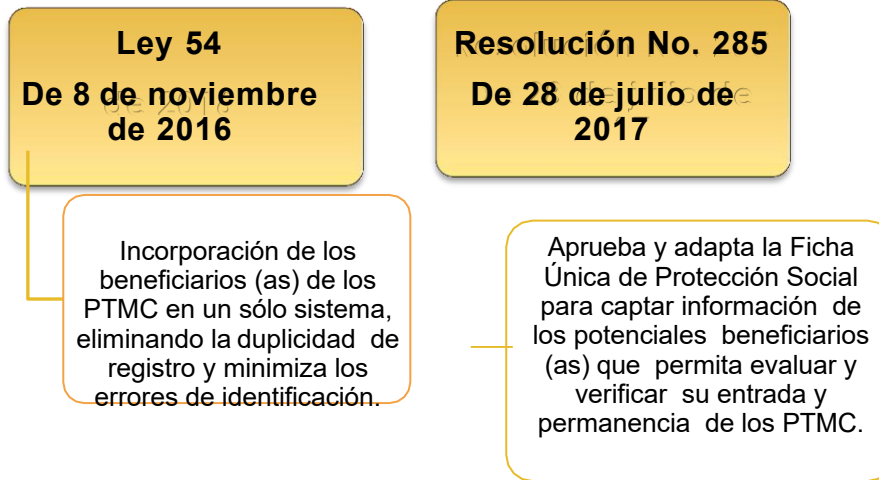 Ley 54
De 8 de noviembre
de 2016
Incorporación de los
beneficiarios (as) de los
PTMC en un sólo sistema,
eliminando la duplicidad de
registro y minimiza los
errores de identificación.
Resolución No. 285
De 28 de julio de
2017
Aprueba y adapta la Ficha
Única de Protección Social
para captar información de
los potenciales beneficiarios
(as) que permita evaluar y
verificar su entrada y
permanencia de los PTMC.